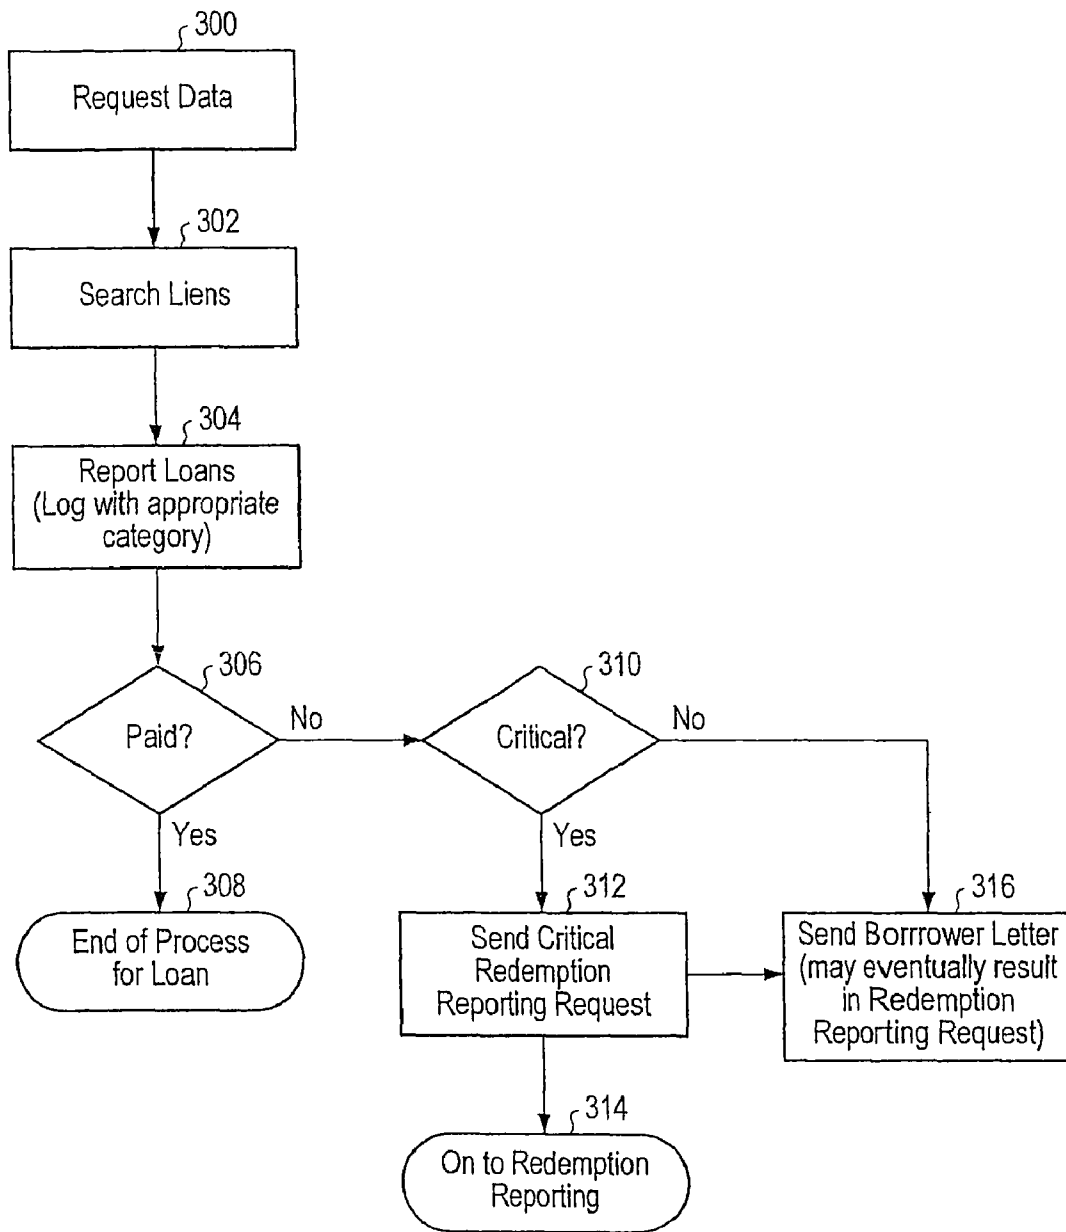 300
Request Data
302
Search Liens
304
Report Loans
(Log with appropriate
category)
306
Paid?
No
310
Critical?
No
Yes
Yes
308
End of Process
for Loan
312
Send Critical
Redemption
Reporting Request
316
Send Borrrower Letter
(may eventually result
in Redemption
Reporting Request)
314
On to Redemption
Reporting